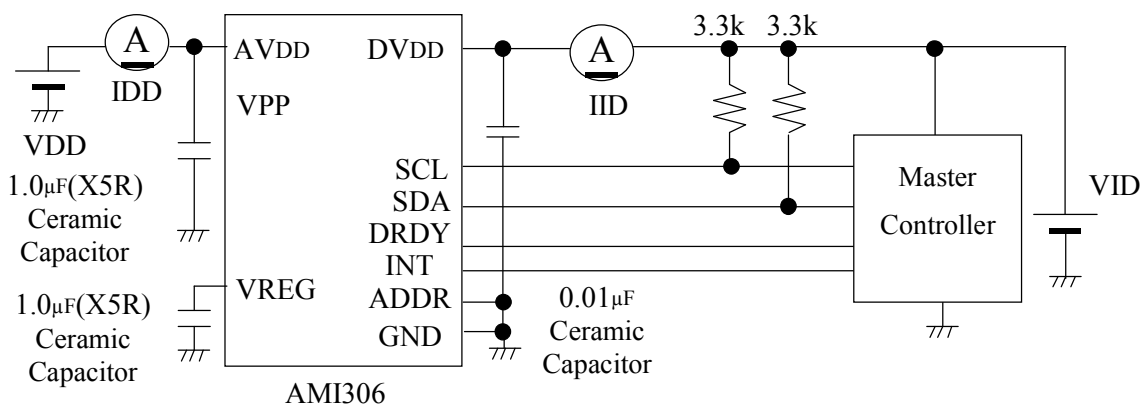 3.3k 3.3k
A
A
AVDD
DVDD
IDD
IID
VPP
VDD
SCL
Master
Controller
VID
1.0µF(X5R)
Ceramic
Capacitor
SDA
DRDY
INT
VREG
ADDR
GND
1.0µF(X5R)
Ceramic
Capacitor
0.01µF
Ceramic
Capacitor
AMI306